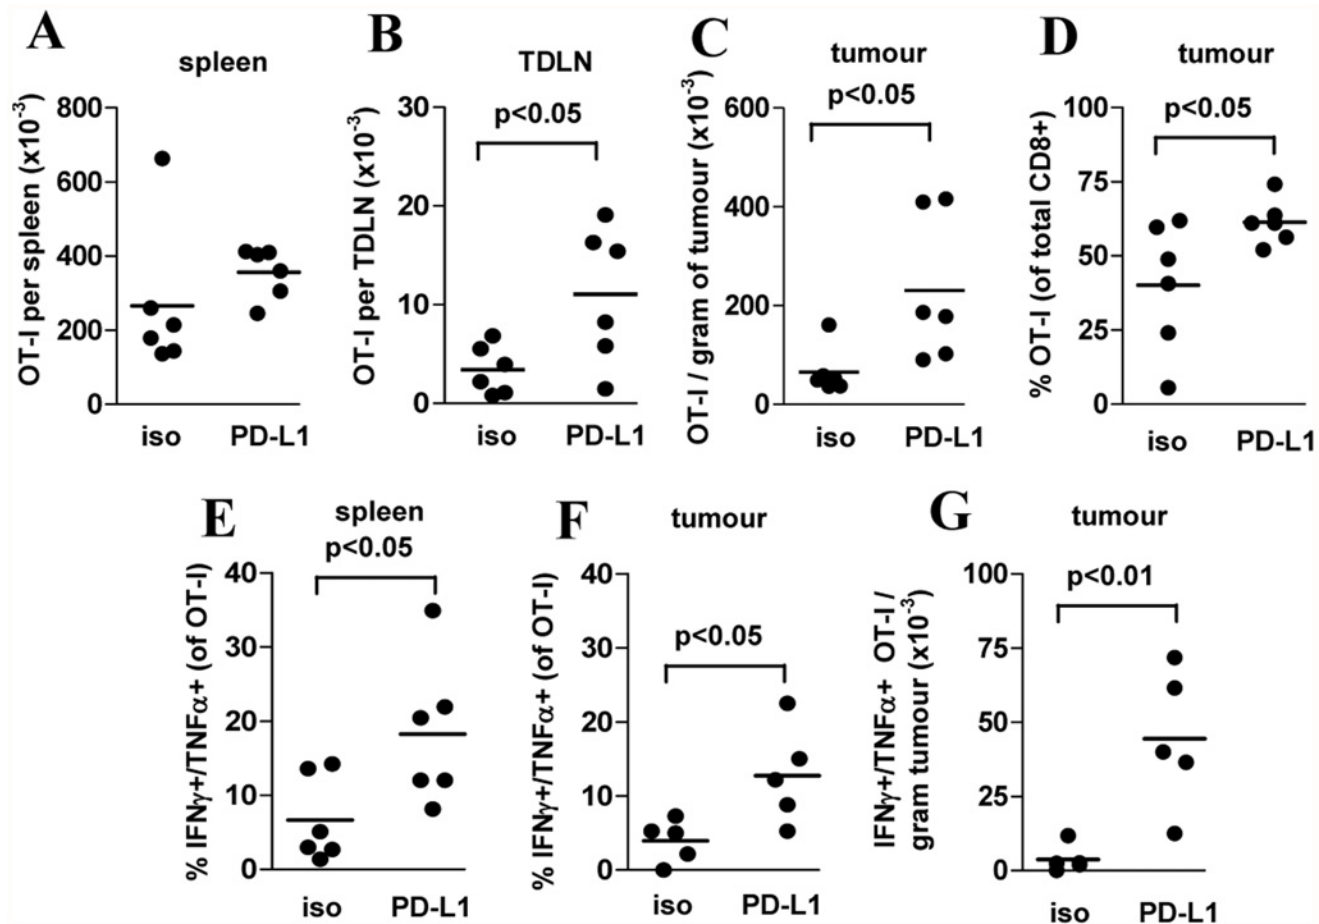 A
spleen
OT-I per spleen (x10-3)
800
600
400
200
0
iso PD-L1
B
TDLN
p<0.05
OT-I per TDLN (x10-3)
30
20
10
0
iso PD-L1
C
tumour
p<0.05
OT-I / gram of tumour (x10-3)
600
400
200
0
iso PD-L1
D
tumour
p<0.05
% OT-I (of total CD8+)
100
75
50
25
0
iso PD-L1
E
spleen
p<0.05
% IFNγ+/TNFα+ (of OT-I)
40
30
20
10
0
iso PD-L1
F
tumour
p<0.05
% IFNγ+/TNFα+ (of OT-I)
40
30
20
10
0
iso PD-L1
G
tumour
p<0.01
IFNγ+/TNFα+ OT-I /
gram tumour (x10-3)
100
75
50
25
0
iso PD-L1